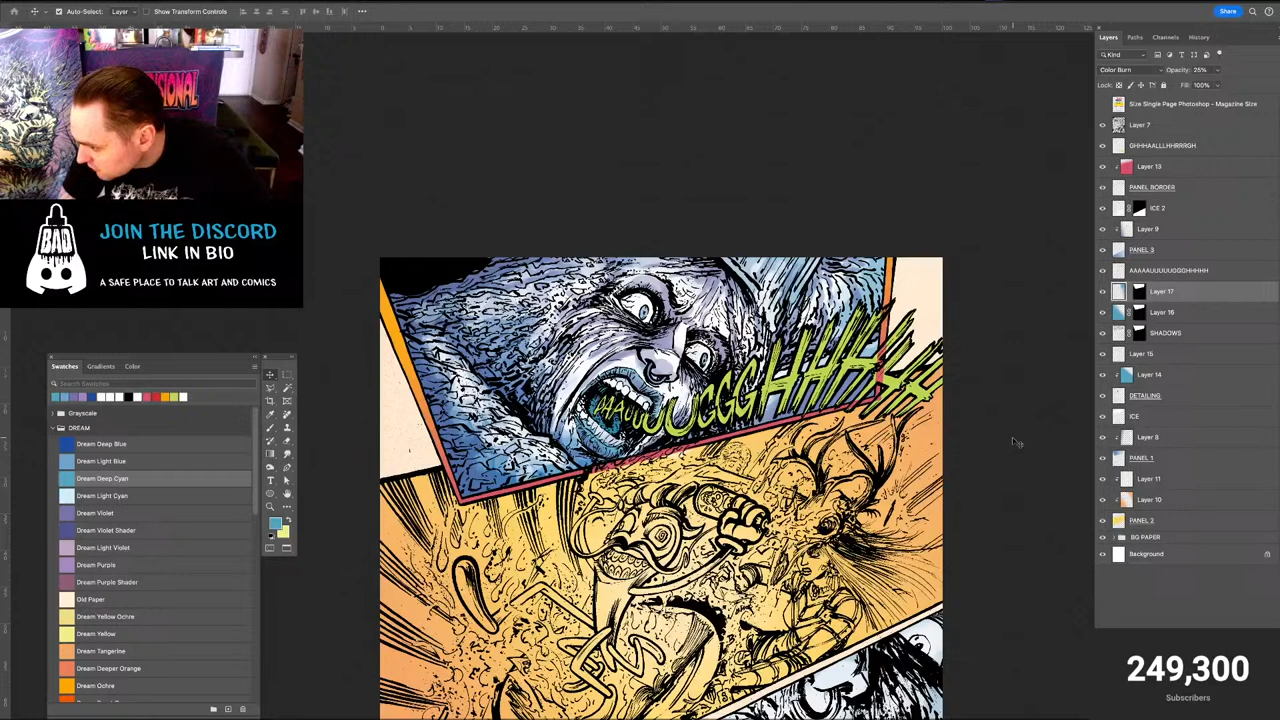 Auto-Select:
Layer
Show Transform Controls
Share
JOIN THE DISCORD
LINK IN BIO
A SAFE PLACE TO TALK ART AND COMICS
BAD
Swatches
Gradients
Color
Search Swatches
Grayscale
DREAM
Dream Deep Blue
Dream Light Blue
Dream Deep Cyan
Dream Light Cyan
Dream Violet
Dream Violet Shader
Dream Light Violet
Dream Purple
Dream Purple Shader
Old Paper
Dream Yellow Ochre
Dream Yellow
Dream Tangerine
Dream Deeper Orange
Dream Ochre
Layers
Paths
Channels
History
Kind
Color Burn
Opacity: 25%
Lock:
Fill: 100%
Size Single Page Photoshop - Magazine Size
Layer 7
GHHHAALLLHHRRRGH
Layer 13
PANEL BORDER
ICE 2
Layer 9
PANEL 3
AAAAAUUUUUGGGHHHHH
Layer 17
Layer 16
SHADOWS
Layer 15
Layer 14
DETAILING
ICE
Layer 8
PANEL 1
Layer 11
Layer 10
PANEL 2
BG PAPER
Background
249,300
Subscribers